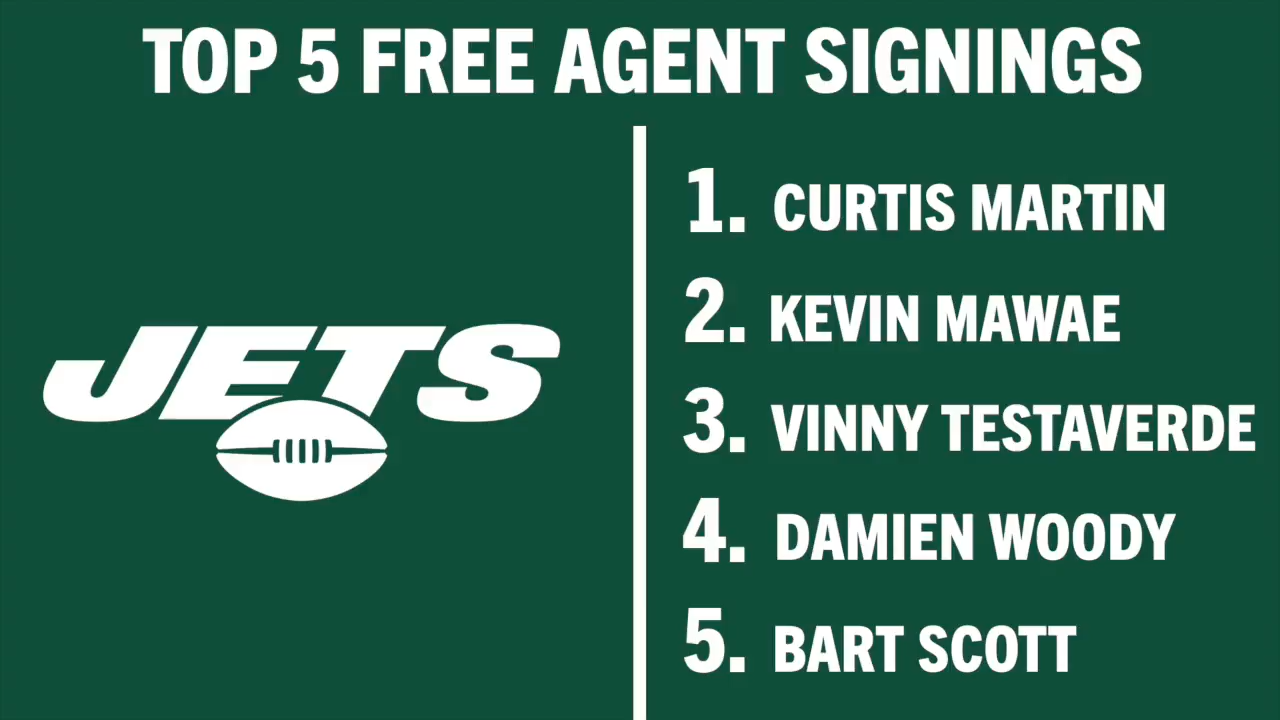 TOP 5 FREE AGENT SIGNINGS
JETS
1. CURTIS MARTIN
2. KEVIN MAWAE
3. VINNY TESTAVERDE
4. DAMIEN WOODY
5. BART SCOTT